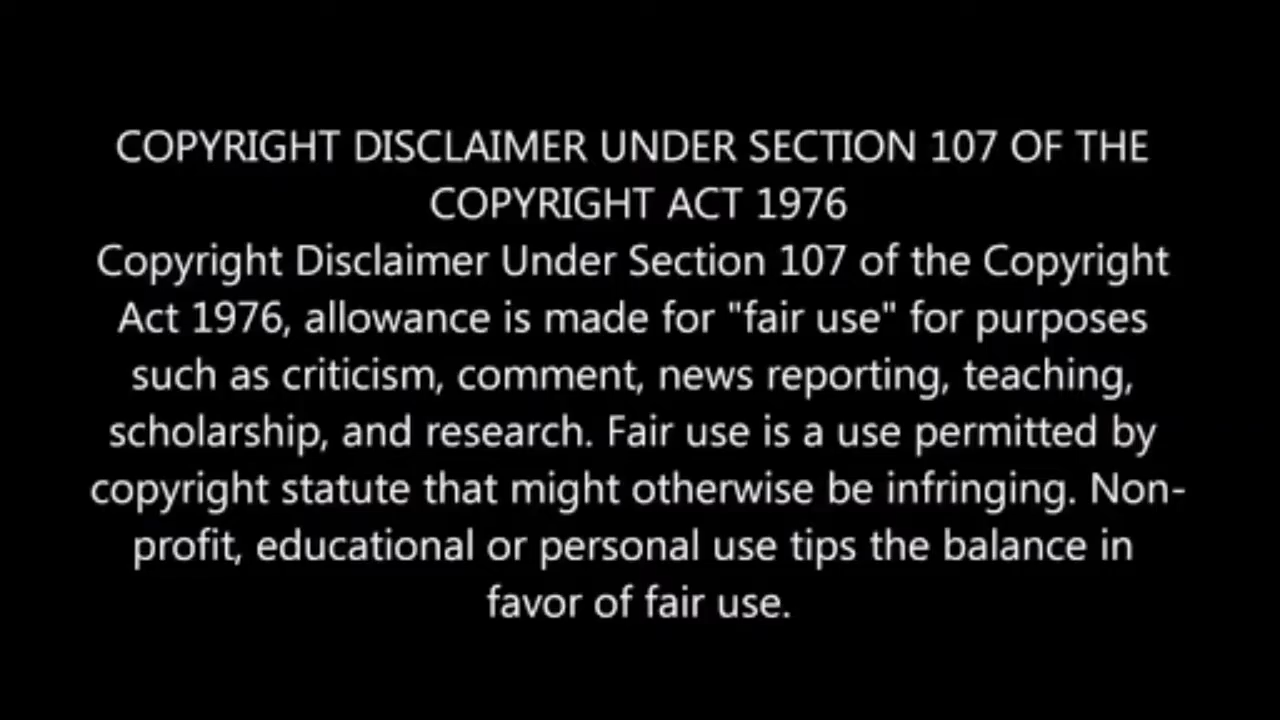 COPYRIGHT DISCLAIMER UNDER SECTION 107 OF THE
COPYRIGHT ACT 1976
Copyright Disclaimer Under Section 107 of the Copyright
Act 1976, allowance is made for "fair use" for purposes
such as criticism, comment, news reporting, teaching,
scholarship, and research. Fair use is a use permitted by
copyright statute that might otherwise be infringing. Non-
profit, educational or personal use tips the balance in
favor of fair use.